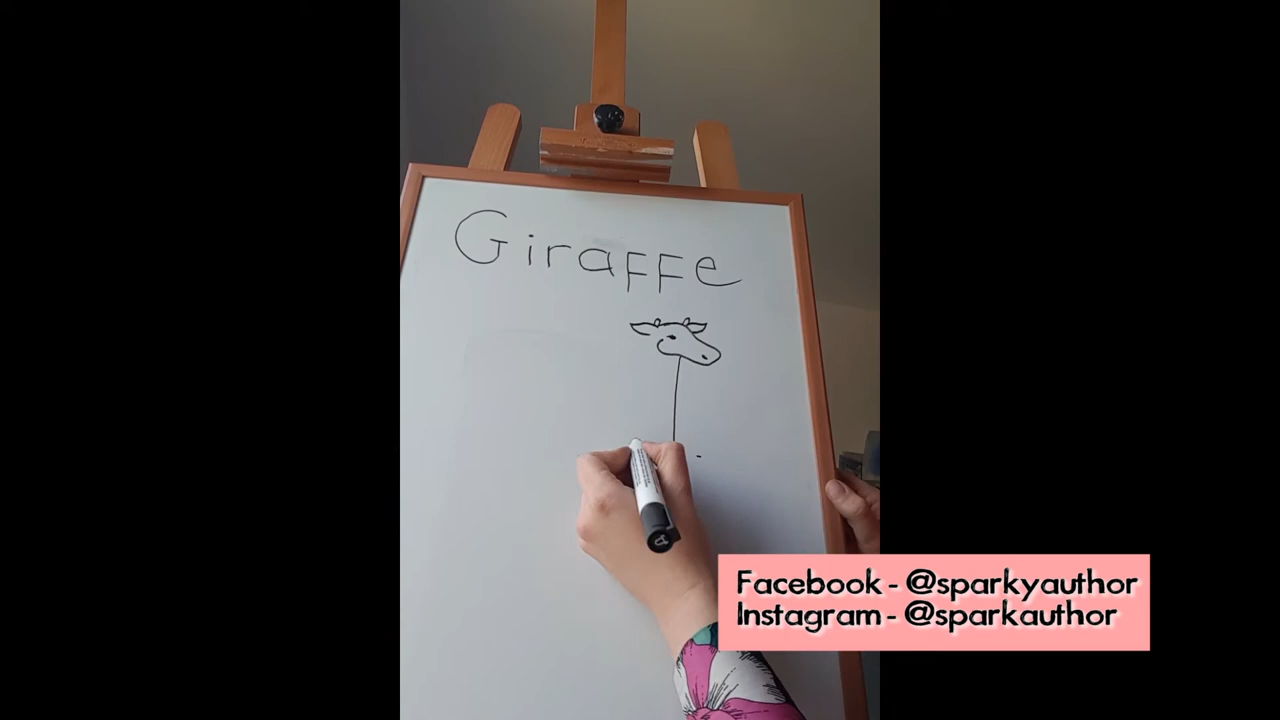 Giraffe
Facebook - @sparkyauthor
Instagram - @sparkauthor